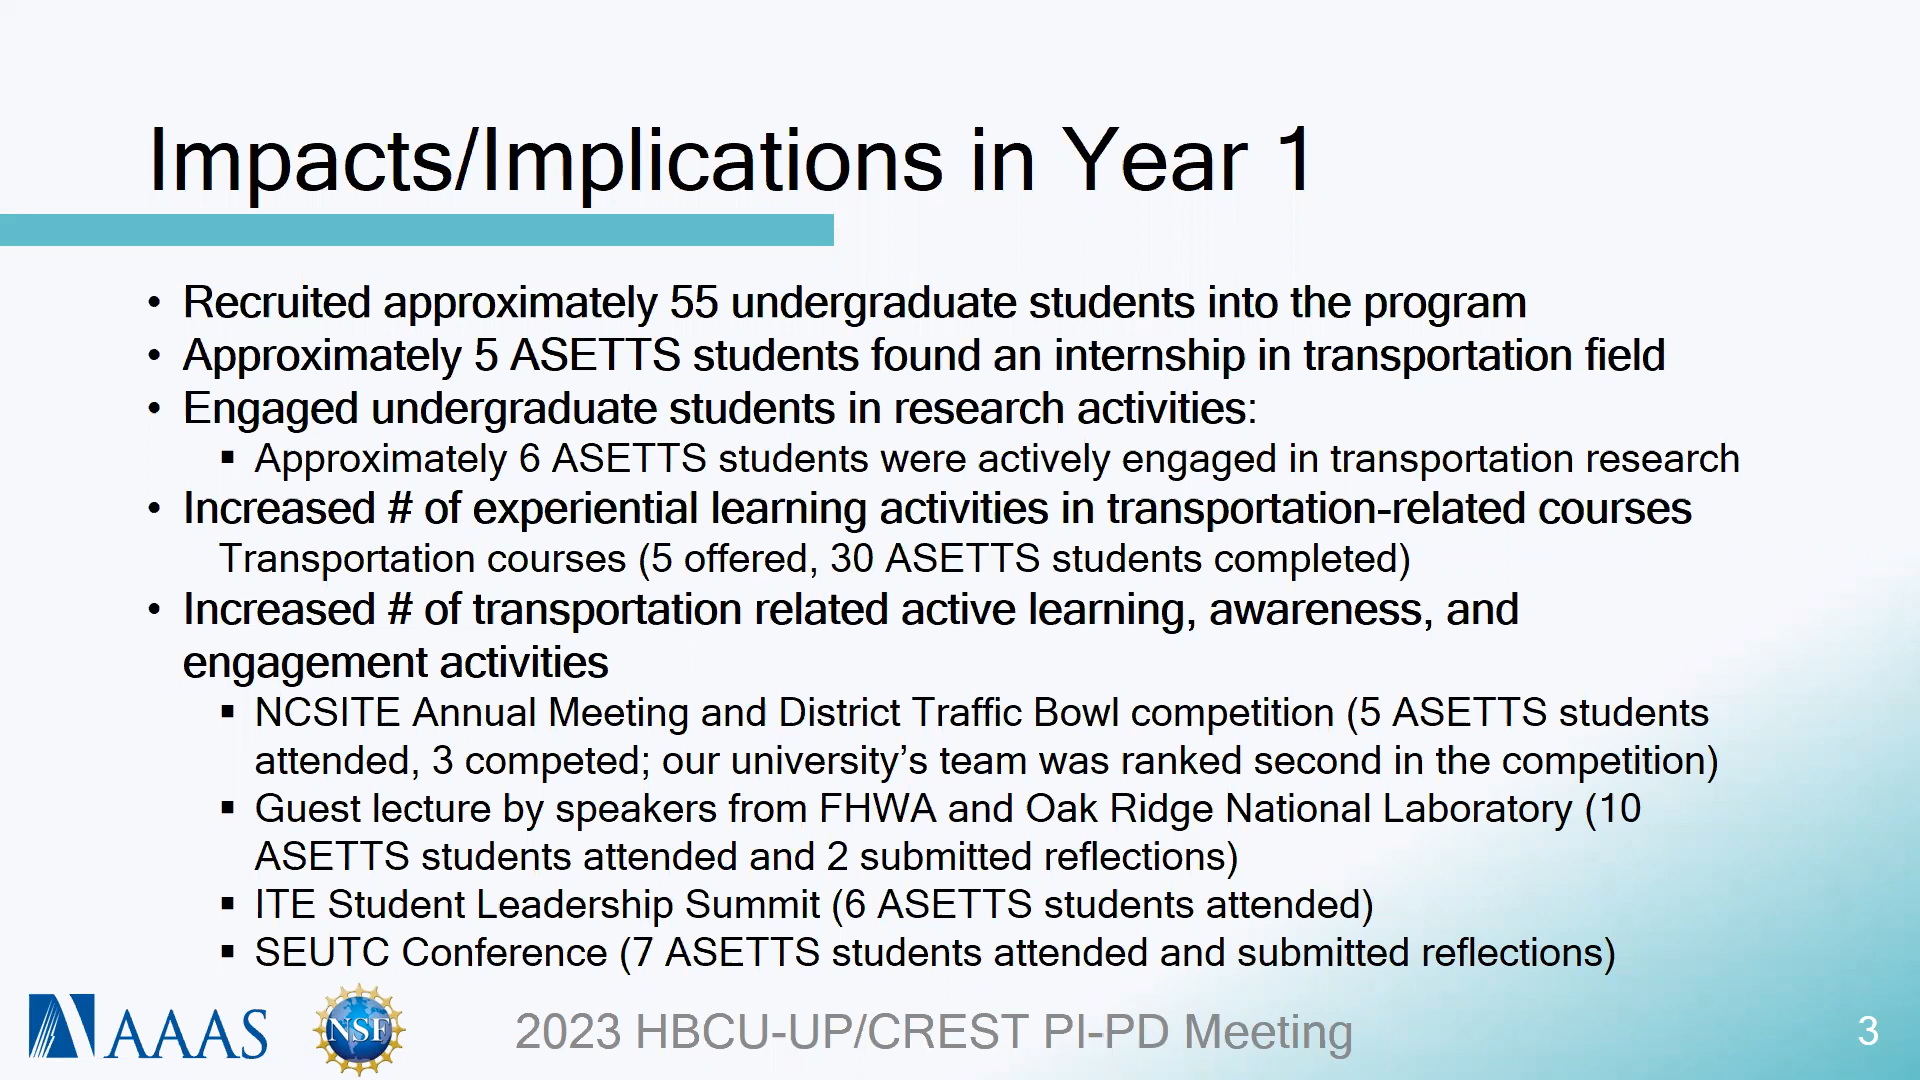 Impacts/Implications in Year 1
• Recruited approximately 55 undergraduate students into the program
• Approximately 5 ASETTS students found an internship in transportation field
• Engaged undergraduate students in research activities:
▪ Approximately 6 ASETTS students were actively engaged in transportation research
• Increased # of experiential learning activities in transportation-related courses
Transportation courses (5 offered, 30 ASETTS students completed)
• Increased # of transportation related active learning, awareness, and
engagement activities
▪ NCSITE Annual Meeting and District Traffic Bowl competition (5 ASETTS students
attended, 3 competed; our university’s team was ranked second in the competition)
▪ Guest lecture by speakers from FHWA and Oak Ridge National Laboratory (10
ASETTS students attended and 2 submitted reflections)
▪ ITE Student Leadership Summit (6 ASETTS students attended)
▪ SEUTC Conference (7 ASETTS students attended and submitted reflections)
AAAS NSF 2023 HBCU-UP/CREST PI-PD Meeting 3